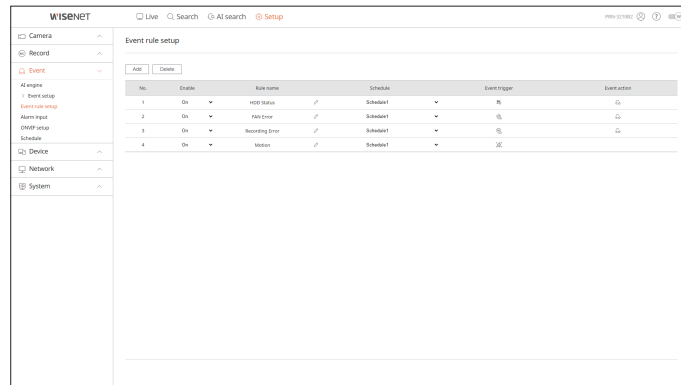 WISENET
Live Search AI search Setup
PRN-3210B2
Camera
Record
Event
AI engine
Event setup
Event rule setup
Alarm input
ONVIF setup
Schedule
Device
Network
System
Event rule setup
Add Delete
No. Enable Rule name Schedule Event trigger Event action
1 On HDD Status Schedule1
2 On FAN Error Schedule1
3 On Recording Error Schedule1
4 On Motion Schedule1